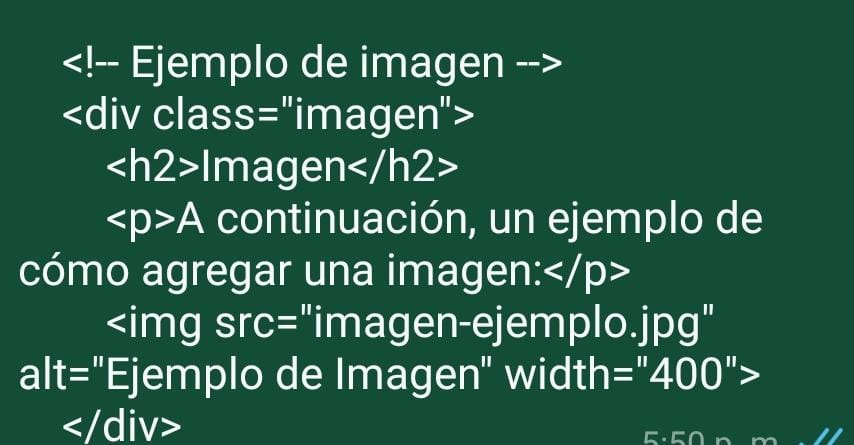 <!-- Ejemplo de imagen -->
<div class="imagen">
<h2>Imagen</h2>
<p>A continuación, un ejemplo de
cómo agregar una imagen:</p>
<img src="imagen-ejemplo.jpg"
alt="Ejemplo de Imagen" width="400">
</div>
5:50 p. m.